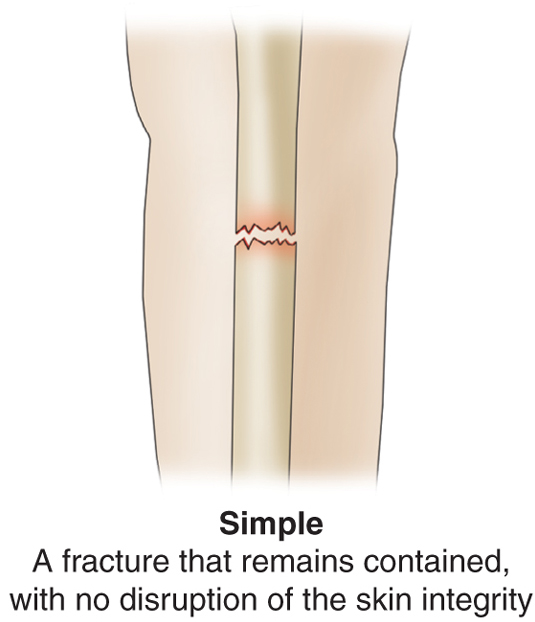 Simple
A fracture that remains contained,
with no disruption of the skin integrity